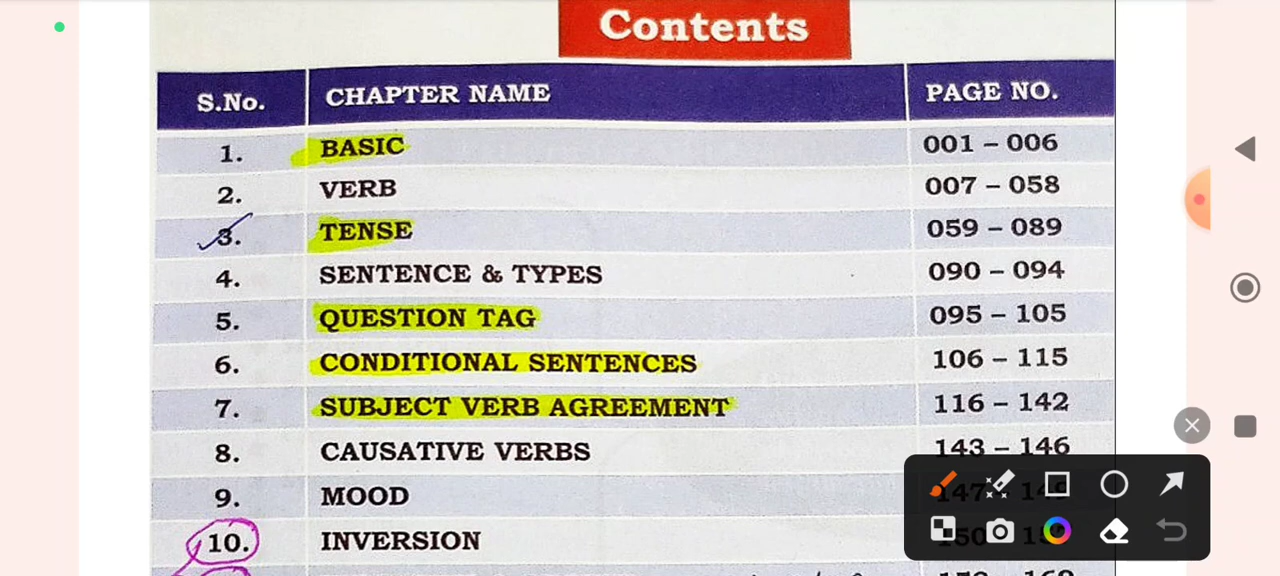 Contents
S.No. CHAPTER NAME PAGE NO.
1. BASIC 001 – 006
2. VERB 007 – 058
3. TENSE 059 – 089
4. SENTENCE & TYPES 090 – 094
5. QUESTION TAG 095 – 105
6. CONDITIONAL SENTENCES 106 – 115
7. SUBJECT VERB AGREEMENT 116 – 142
8. CAUSATIVE VERBS 143 – 146
9. MOOD
10. INVERSION